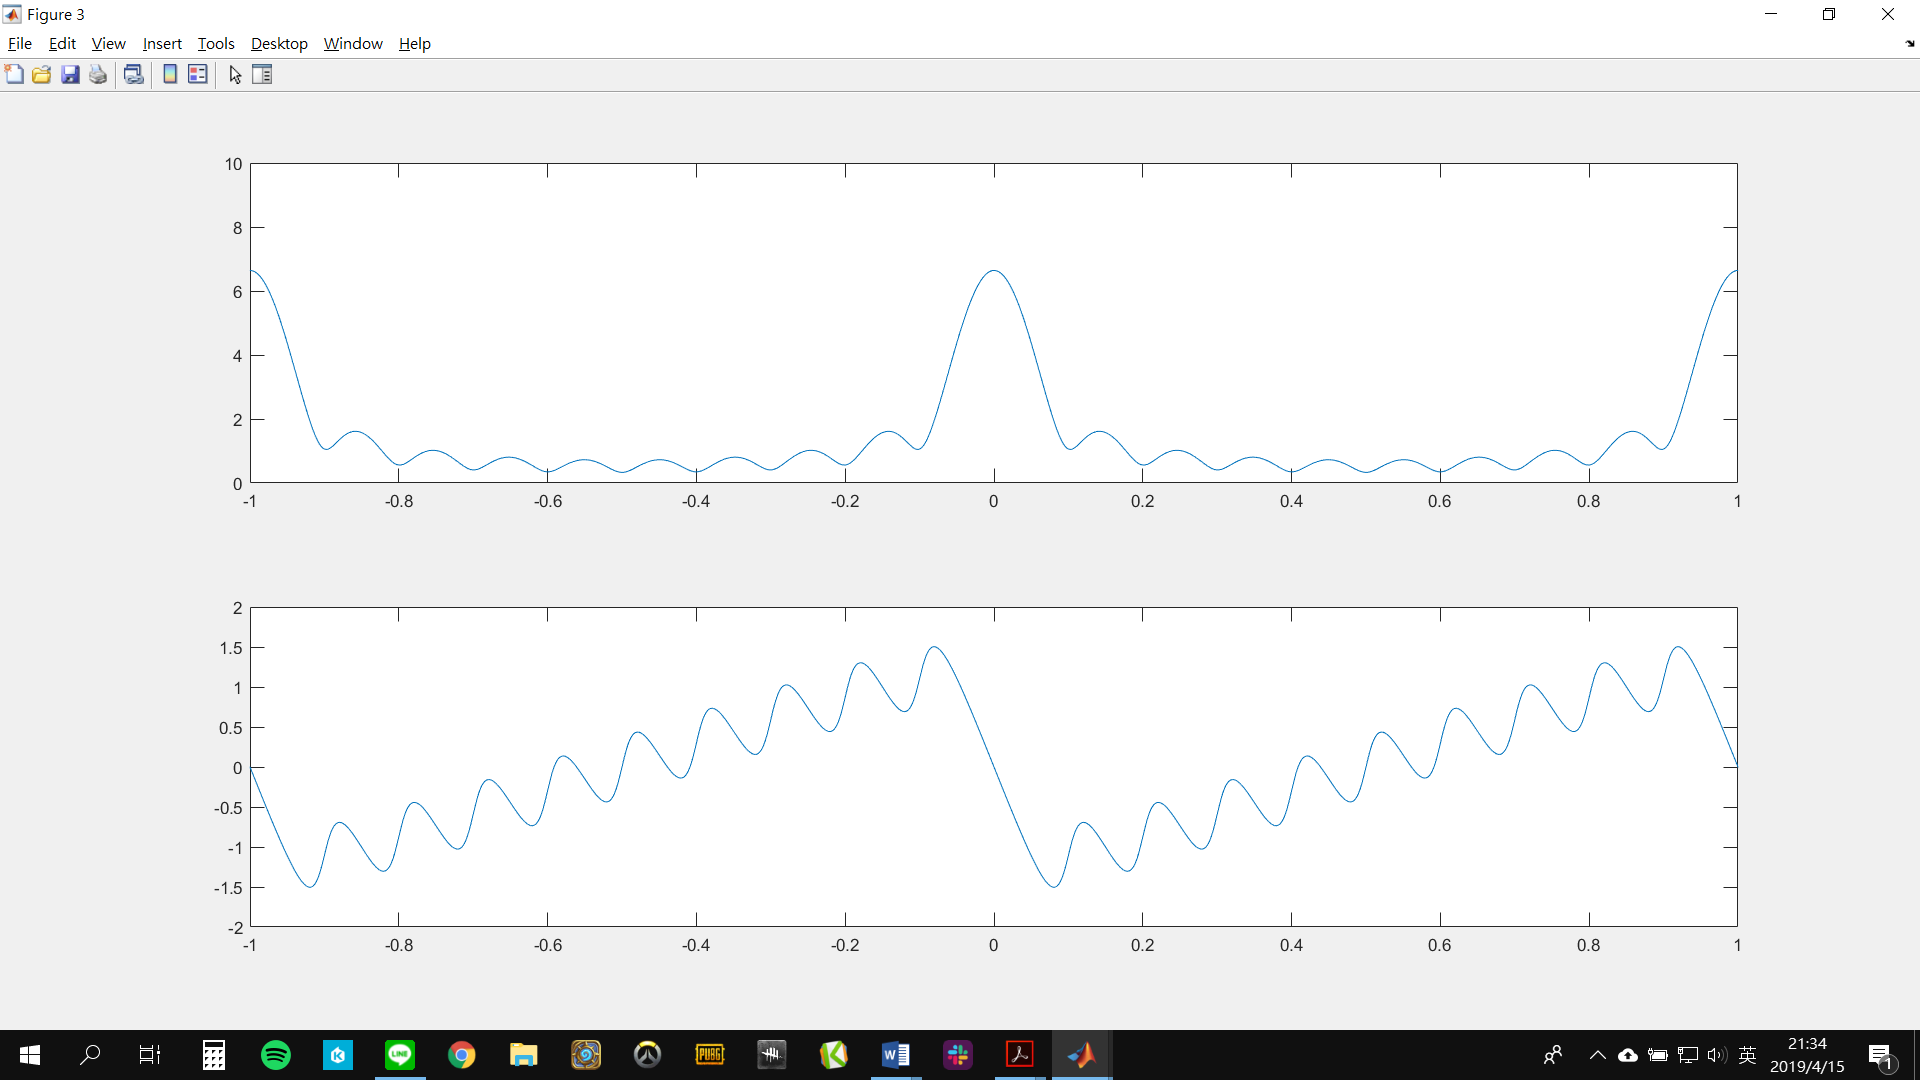 Figure 3
File Edit View Insert Tools Desktop Window Help
10
8
6
4
2
0
-1 -0.8 -0.6 -0.4 -0.2 0 0.2 0.4 0.6 0.8 1
2
1.5
1
0.5
0
-0.5
-1
-1.5
-2
-1 -0.8 -0.6 -0.4 -0.2 0 0.2 0.4 0.6 0.8 1
LINE
PUBG
W
英
21:34
2019/4/15
1